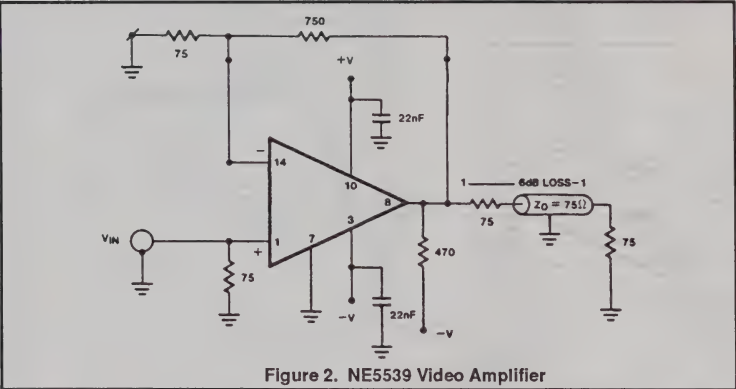 750
75
+V
22nF
−
14
10
1 —— 6dB LOSS–1
8
Z₀ = 75Ω
VIN
1
+
7
3
75
470
75
75
−V
22nF
−V
Figure 2. NE5539 Video Amplifier